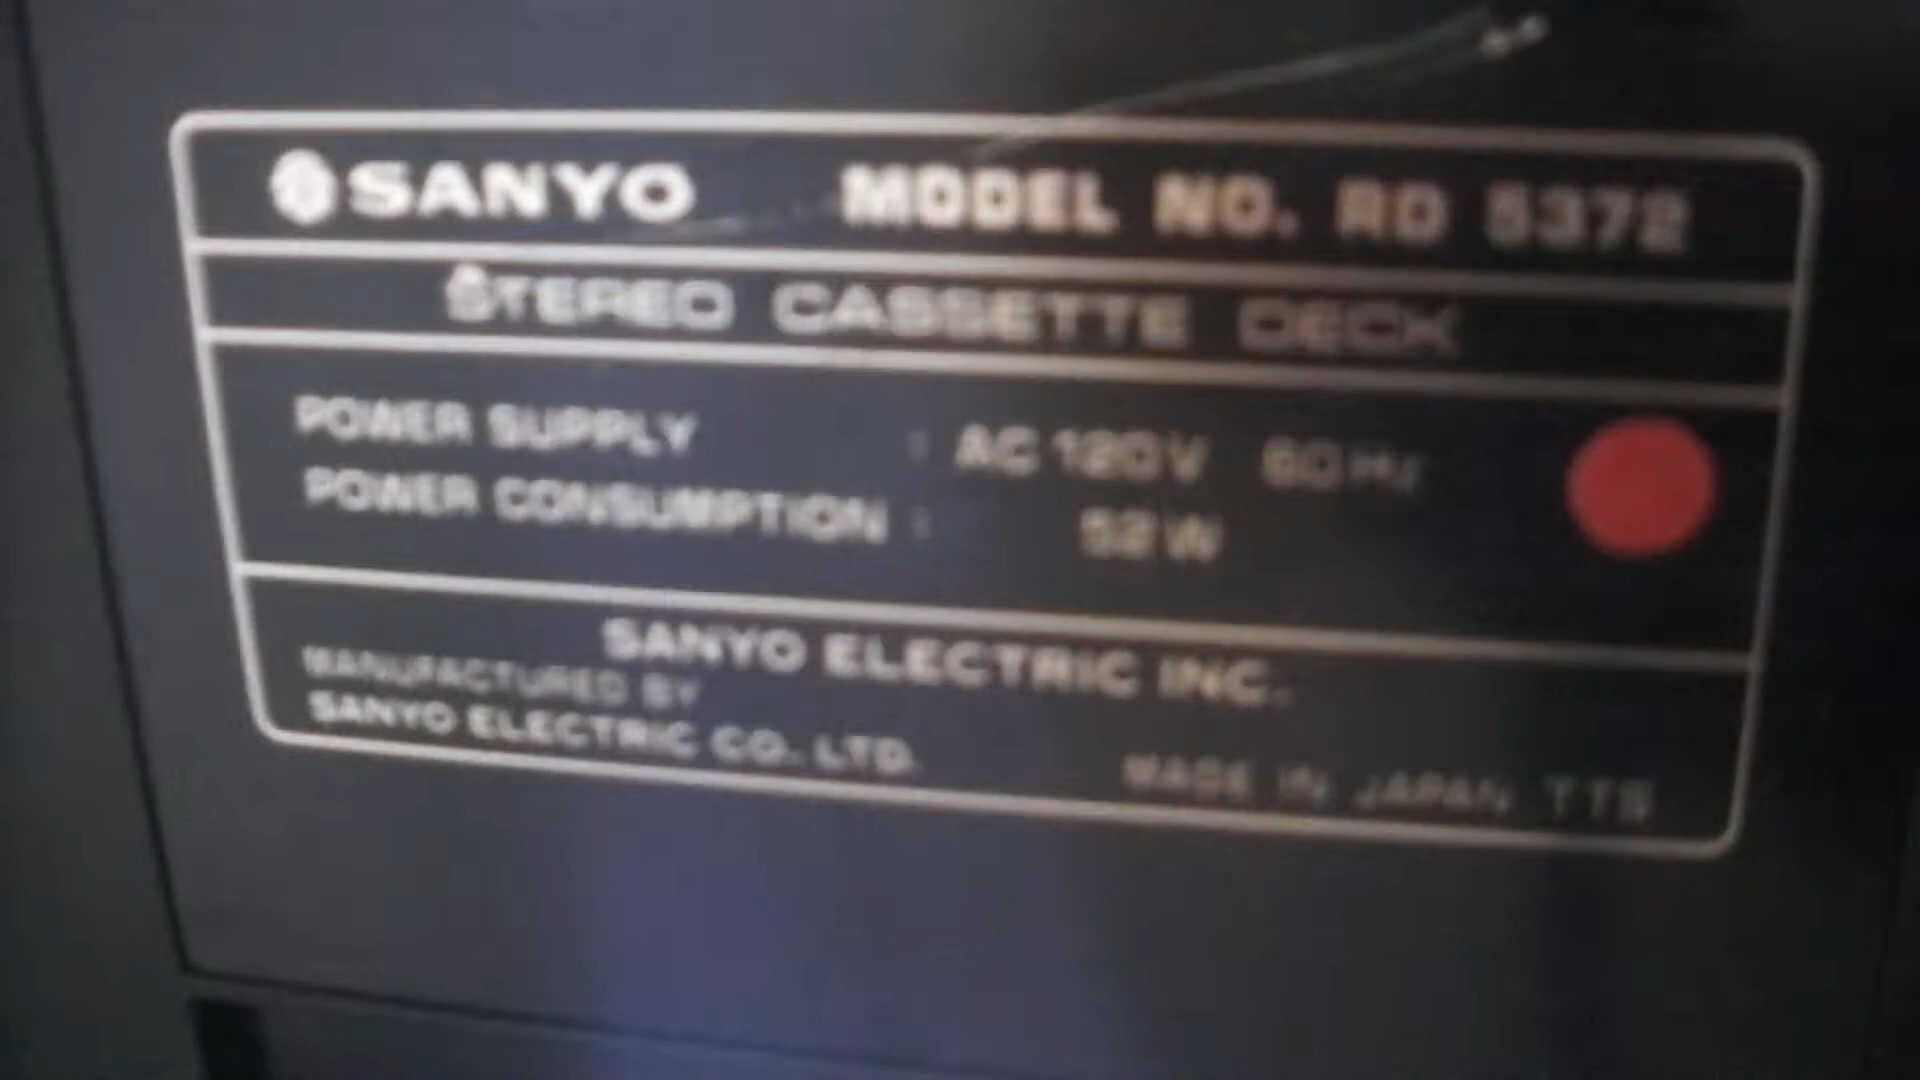 SANYO MODEL NO. RD 5372
STEREO CASSETTE DECK
POWER SUPPLY : AC 120V 60Hz
POWER CONSUMPTION : 52W
SANYO ELECTRIC INC.
MANUFACTURED BY
SANYO ELECTRIC CO. LTD.
MADE IN JAPAN TTS